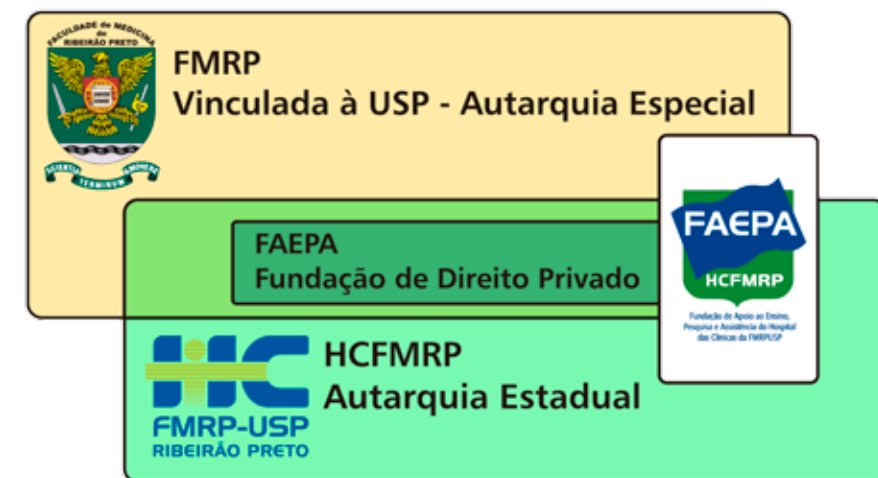 FACULDADE de MEDICINA
de
RIBEIRÃO PRETO
SCIENTIA
FMRP
Vinculada à USP - Autarquia Especial
FAEPA
Fundação de Direito Privado
FAEPA
HCFMRP
Fundação de Apoio ao Ensino,
Pesquisa e Assistência do Hospital
das Clínicas da FMRPUSP
HC
FMRP-USP
RIBEIRÃO PRETO
HCFMRP
Autarquia Estadual